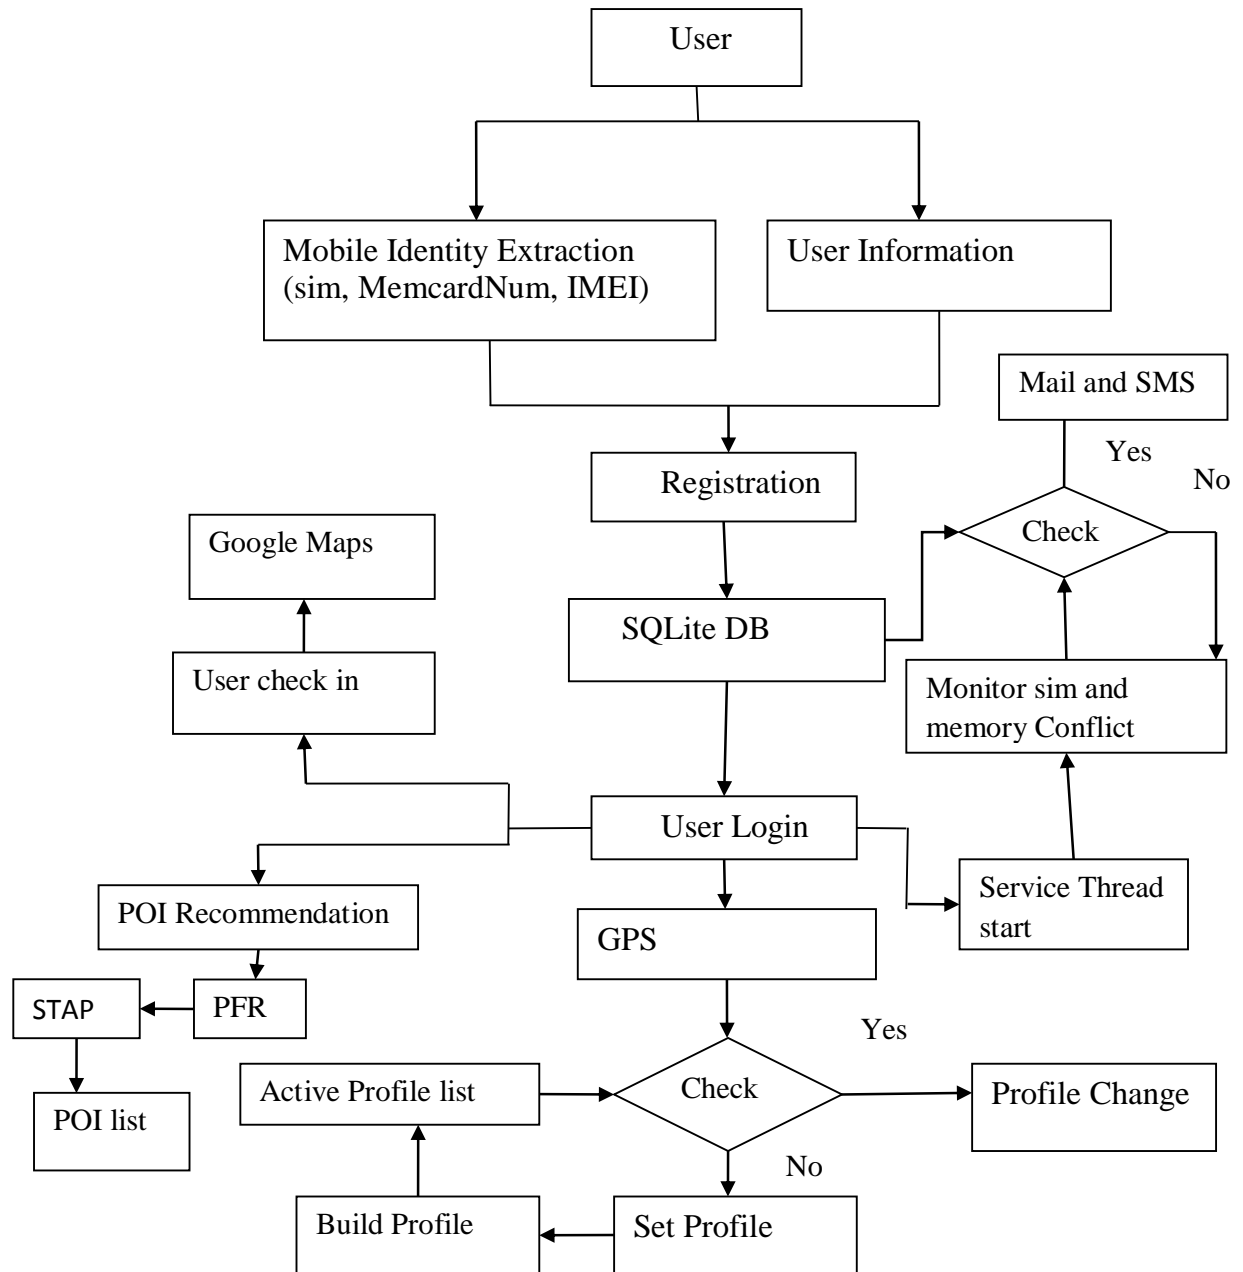 User
Mobile Identity Extraction
(sim, MemcardNum, IMEI)
User Information
Mail and SMS
Yes
No
Registration
Check
Google Maps
SQLite DB
User check in
Monitor sim and
memory Conflict
User Login
Service Thread
start
POI Recommendation
GPS
STAP
PFR
Yes
Active Profile list
Check
Profile Change
POI list
No
Build Profile
Set Profile